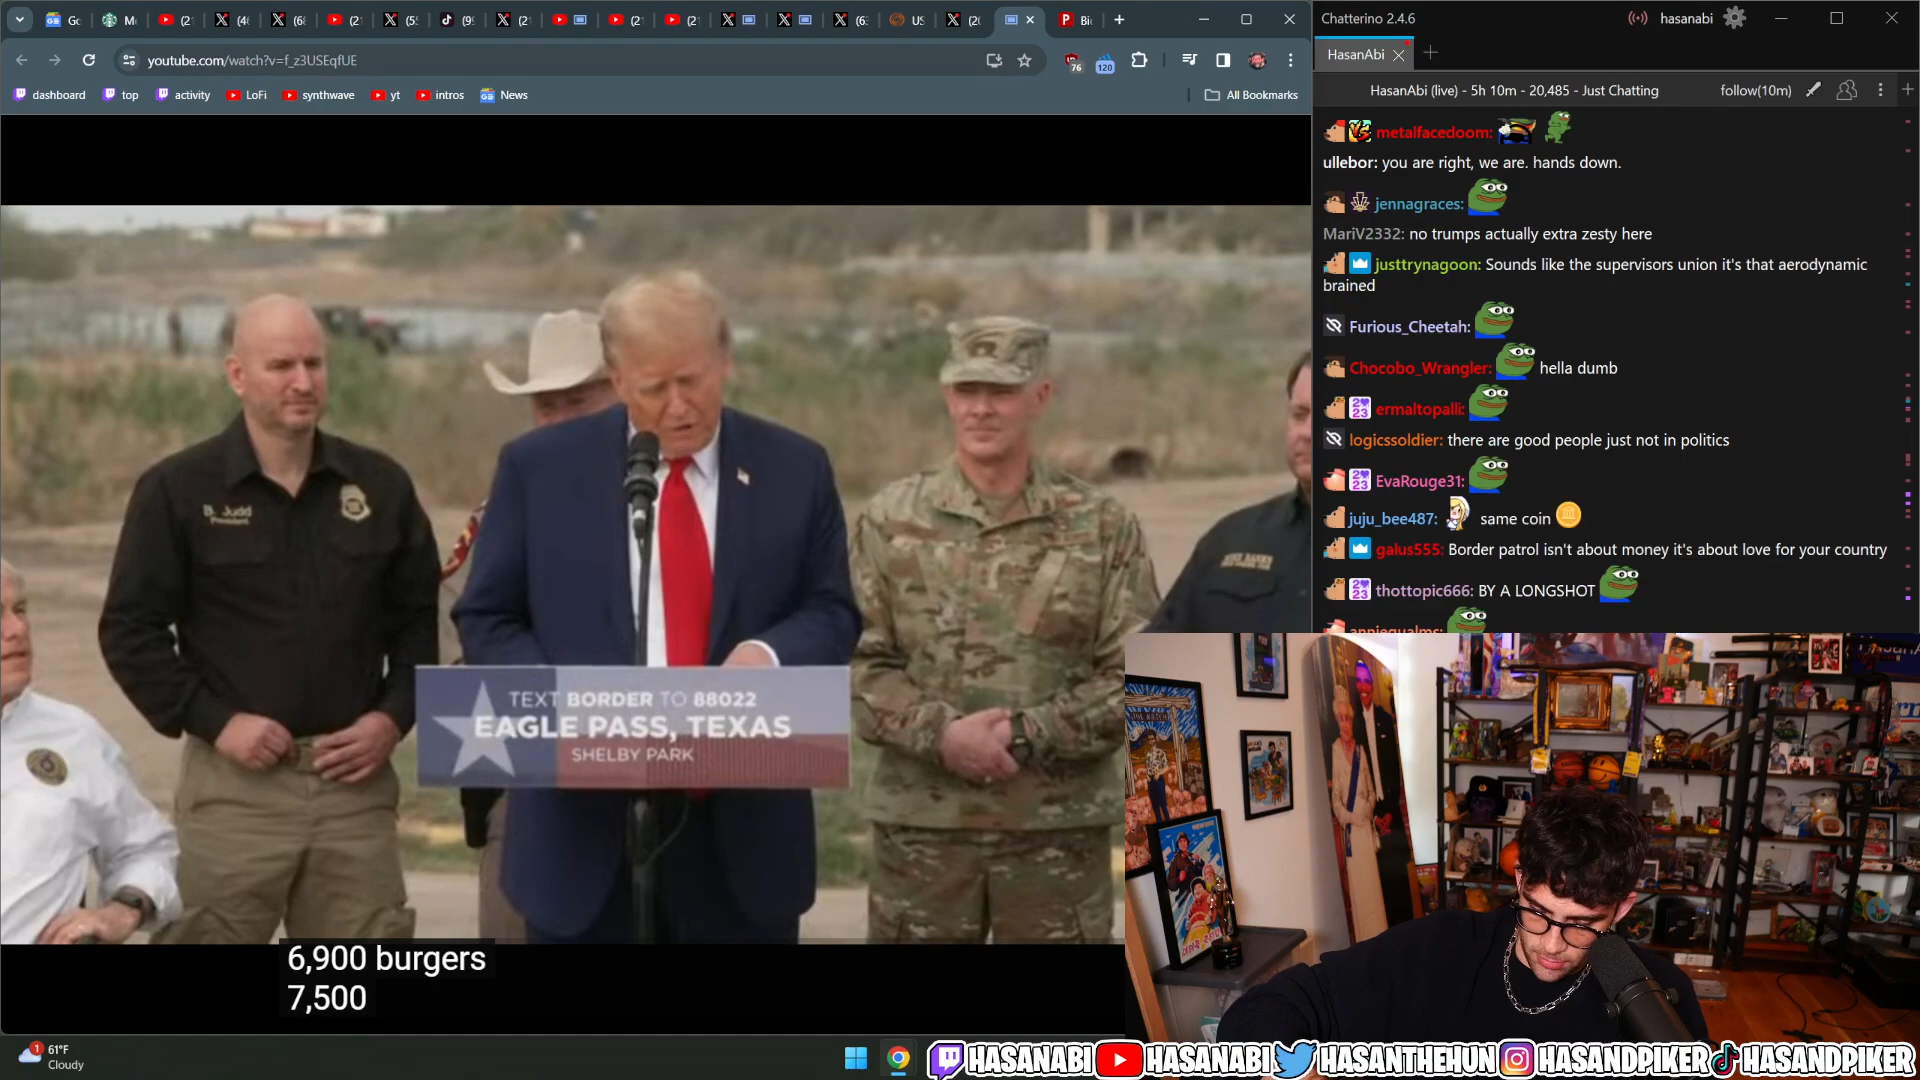 Chatterino 2.4.6
hasanabi
youtube.com/watch?v=f_z3USEqfUE
76
120
HasanAbi
dashboard
top
activity
LoFi
synthwave
yt
intros
News
All Bookmarks
HasanAbi (live) - 5h 10m - 20,485 - Just Chatting
follow(10m)
metalfacedoom:
ullebor: you are right, we are. hands down.
jennagraces:
MariV2332: no trumps actually extra zesty here
justtrynagoon: Sounds like the supervisors union it's that aerodynamic
brained
Furious_Cheetah:
Chocobo_Wrangler: hella dumb
ermaltopalli:
logicssoldier: there are good people just not in politics
EvaRouge31:
juju_bee487: same coin
galus555: Border patrol isn't about money it's about love for your country
thottopic666: BY A LONGSHOT
B. Judd
President
TEXT BORDER TO 88022
EAGLE PASS, TEXAS
SHELBY PARK
6,900 burgers
7,500
1
61°F
Cloudy
HASANABI
HASANABI
HASANTHEHUN
HASANDPIKER
HASANDPIKER